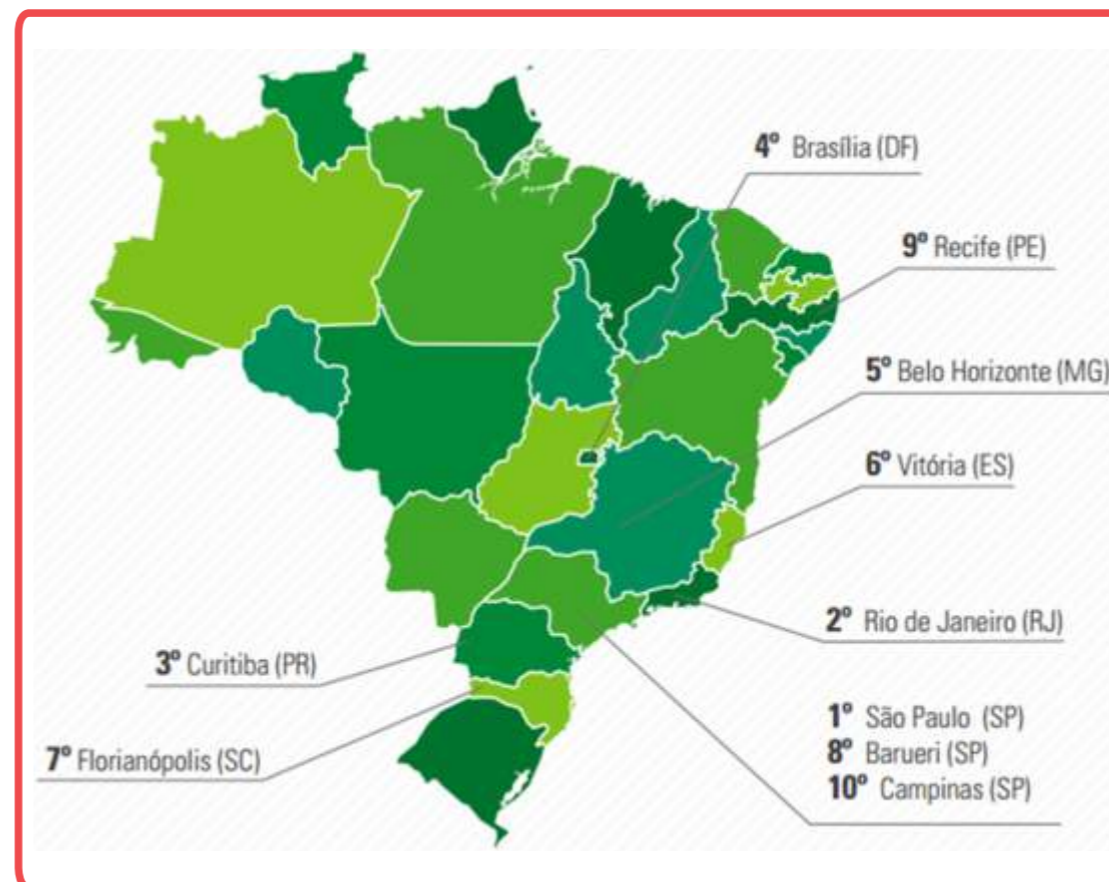 4º Brasília (DF)
9º Recife (PE)
5º Belo Horizonte (MG)
6º Vitória (ES)
2º Rio de Janeiro (RJ)
3º Curitiba (PR)
1º São Paulo (SP)
7º Florianópolis (SC)
8º Barueri (SP)
10º Campinas (SP)